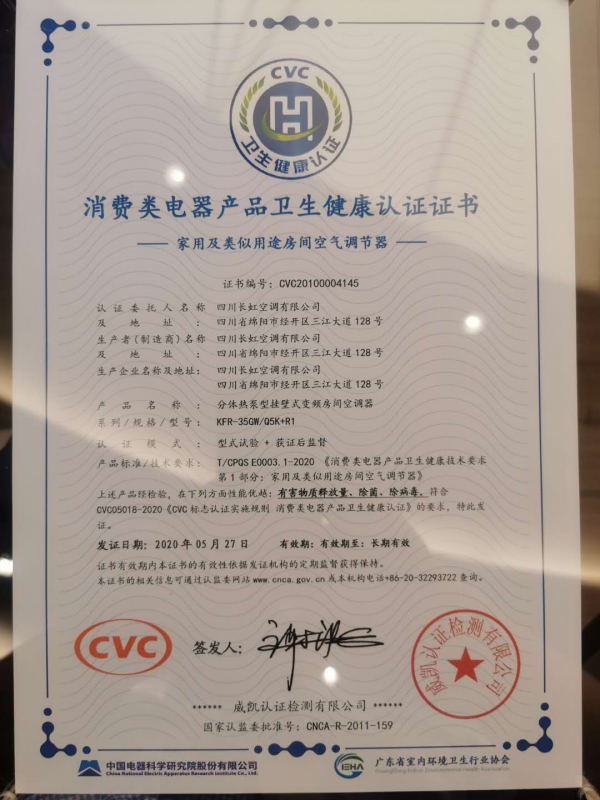 CVC
卫生健康认证
消费类电器产品卫生健康认证证书
家用及类似用途房间空气调节器
证书编号：CVC20100004145
认证委托人名称 四川长虹空调有限公司
及地址： 四川省绵阳市经开区三江大道128号
生产者(制造商)名称 四川长虹空调有限公司
及地址： 四川省绵阳市经开区三江大道128号
生产企业名称及地址： 四川长虹空调有限公司
四川省绵阳市经开区三江大道128号
产品名称： 分体热泵型挂壁式变频房间空调器
系列/规格/型号： KFR-35GW/Q5K+R1
认证模式： 型式试验 + 获证后监督
产品标准/技术要求： T/CPQS E0003.1-2020 《消费类电器产品卫生健康技术要求
第1部分：家用及类似用途房间空气调节器》
上述产品经检验，在下列方面性能优越：有害物质释放量、除菌、除病毒，符合
CVC05018-2020《CVC标志认证实施规则 消费类电器产品卫生健康认证》的要求，特此发
证。
发证日期：2020年05月27日 有效期：有效期至：长期有效
证书有效期内本证书的有效性依据发证机构的定期监督获得保持。
本证书的相关信息可通过认监委网站www.cnca.gov.cn或本机构电话+86-20-32293722查询。
CVC
签发人：
威凯认证检测有限公司
****** 威凯认证检测有限公司 ******
国家认监委批准号：CNCA-R-2011-159
中国电器科学研究院股份有限公司
China National Electric Apparatus Research Institute Co., Ltd.
IEHA
广东省室内环境卫生行业协会
Guangdong Indoor Environmental Health Association